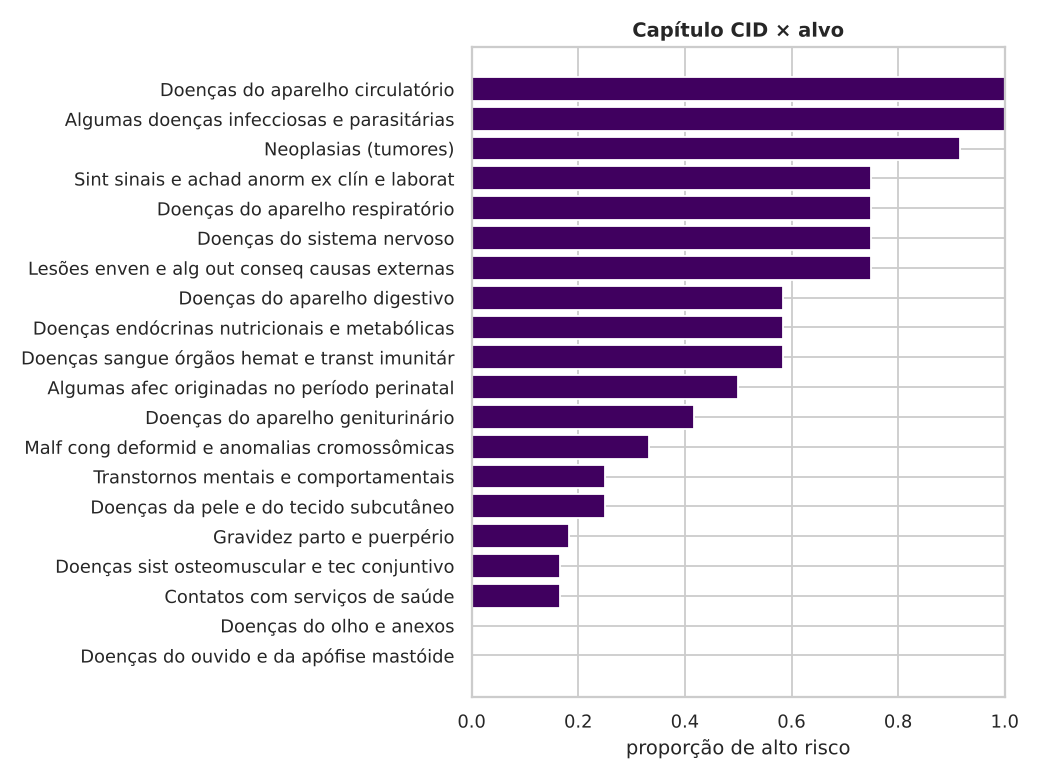 Capítulo CID × alvo
Doenças do aparelho circulatório
Algumas doenças infecciosas e parasitárias
Neoplasias (tumores)
Sint sinais e achad anorm ex clín e laborat
Doenças do aparelho respiratório
Doenças do sistema nervoso
Lesões enven e alg out conseq causas externas
Doenças do aparelho digestivo
Doenças endócrinas nutricionais e metabólicas
Doenças sangue órgãos hemat e transt imunitár
Algumas afec originadas no período perinatal
Doenças do aparelho geniturinário
Malf cong deformid e anomalias cromossômicas
Transtornos mentais e comportamentais
Doenças da pele e do tecido subcutâneo
Gravidez parto e puerpério
Doenças sist osteomuscular e tec conjuntivo
Contatos com serviços de saúde
Doenças do olho e anexos
Doenças do ouvido e da apófise mastóide
0.0 0.2 0.4 0.6 0.8 1.0
proporção de alto risco